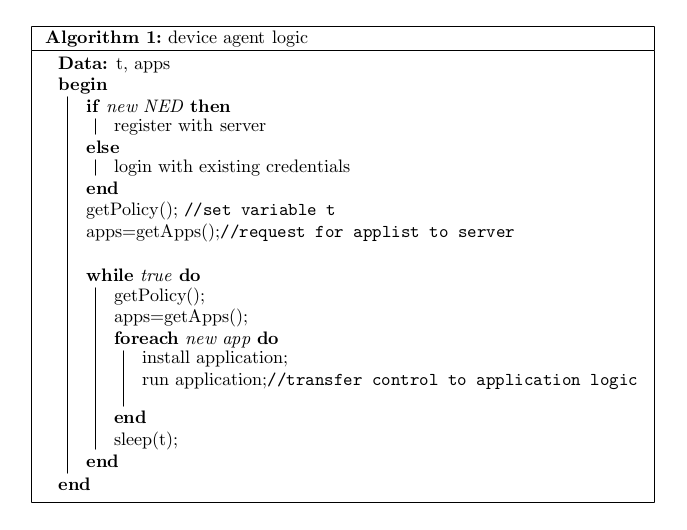 Algorithm 1: device agent logic
Data: t, apps
begin
if new NED then
register with server
else
login with existing credentials
end
getPolicy(); //set variable t
apps=getApps();//request for applist to server
while true do
getPolicy();
apps=getApps();
foreach new app do
install application;
run application;//transfer control to application logic
end
sleep(t);
end
end